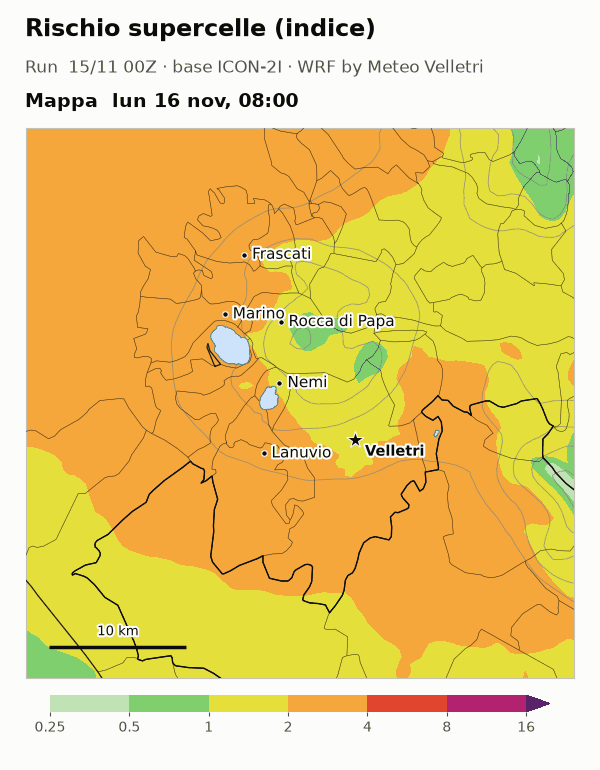 Rischio supercelle (indice)
Run  15/11 00Z · base ICON-2I · WRF by Meteo Velletri
Mappa  lun 16 nov, 08:00
Frascati
Marino
Rocca di Papa
Nemi
Velletri
Lanuvio
10 km
0.25 0.5 1 2 4 8 16